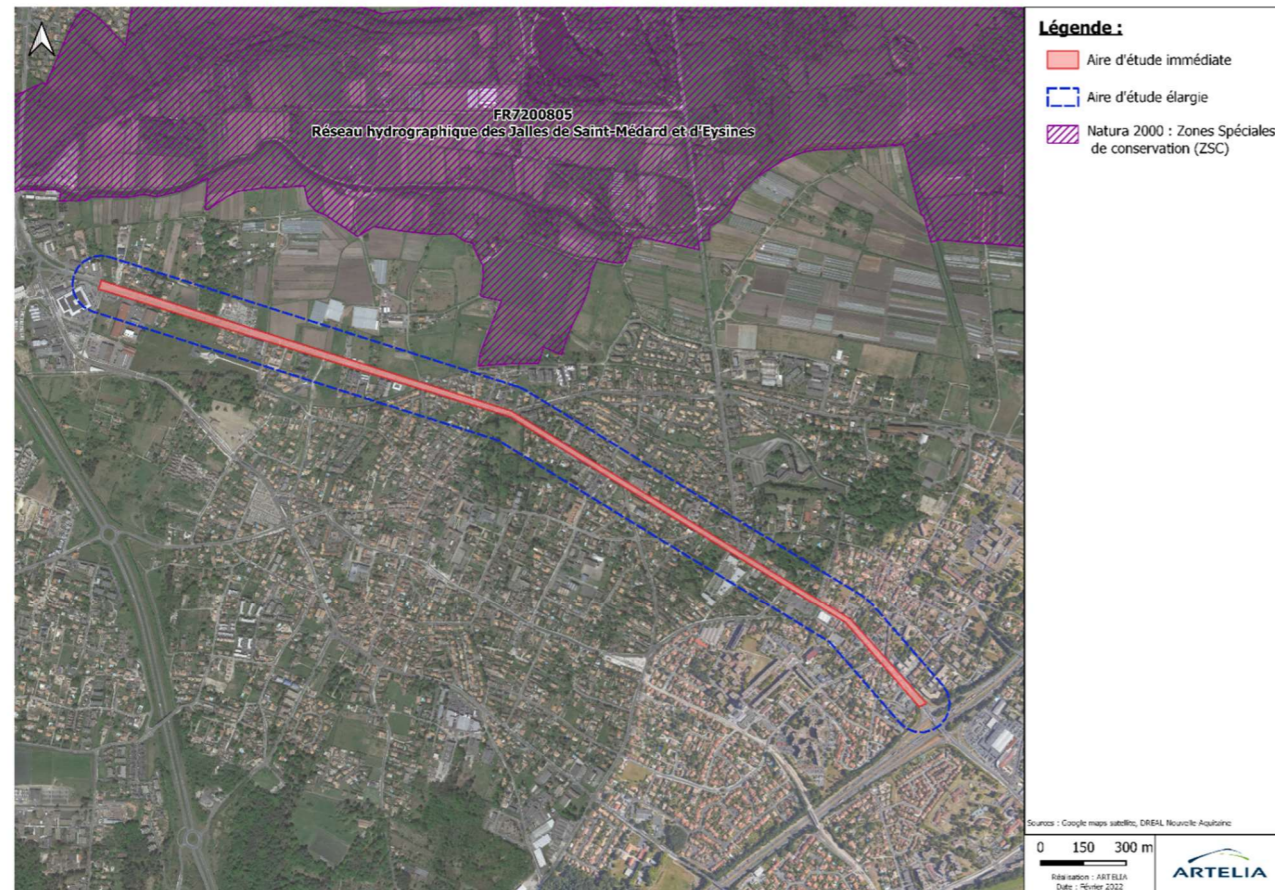 FR7200805
Réseau hydrographique des Jalles de Saint-Médard et d'Eysines
Légende :
Aire d'étude immédiate
Aire d'étude élargie
Natura 2000 : Zones Spéciales
de conservation (ZSC)
Sources : Google maps satellite, DREAL Nouvelle Aquitaine
0 150 300 m
Réalisation : ARTELIA
Date : Février 2022
ARTELIA